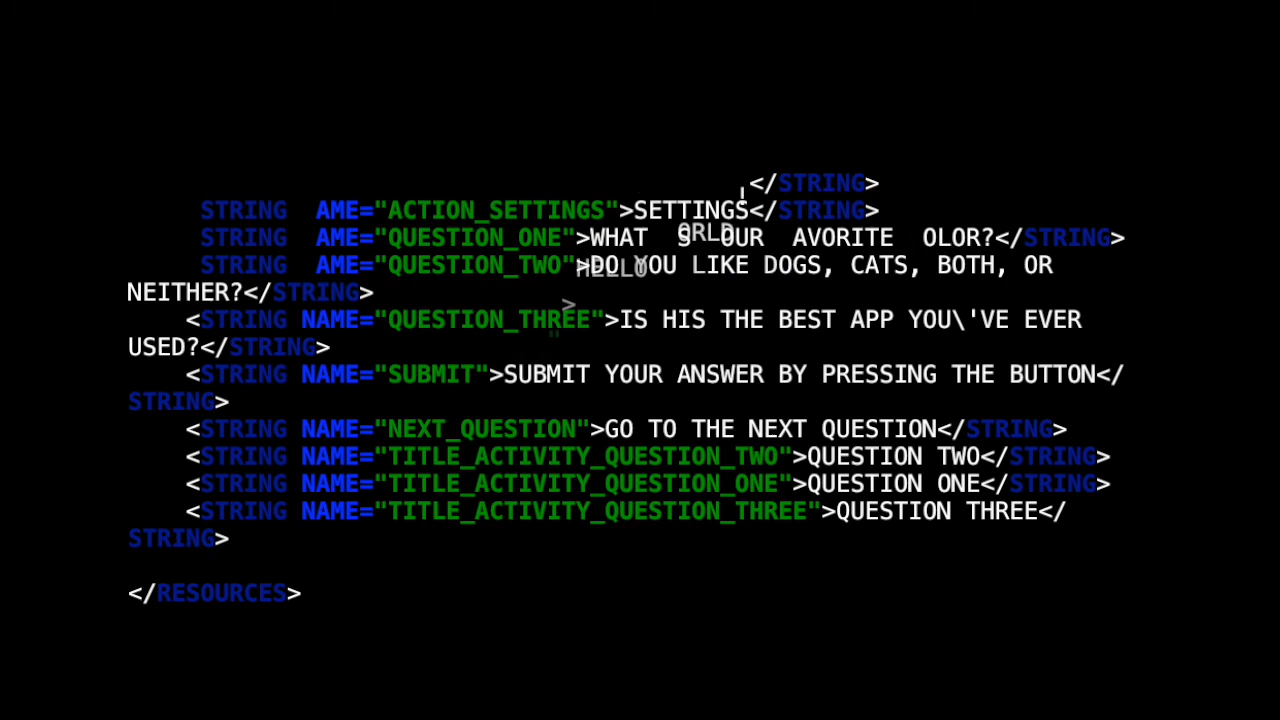 </STRING>
STRING AME="ACTION_SETTINGS">SETTINGS</STRING>
ORLD
STRING AME="QUESTION_ONE">WHAT S OUR AVORITE OLOR?</STRING>
STRING AME="QUESTION_TWO">DO YOU LIKE DOGS, CATS, BOTH, OR
HELLO
NEITHER?</STRING>
>
<STRING NAME="QUESTION_THREE">IS HIS THE BEST APP YOU\'VE EVER
"
USED?</STRING>
<STRING NAME="SUBMIT">SUBMIT YOUR ANSWER BY PRESSING THE BUTTON</
STRING>
<STRING NAME="NEXT_QUESTION">GO TO THE NEXT QUESTION</STRING>
<STRING NAME="TITLE_ACTIVITY_QUESTION_TWO">QUESTION TWO</STRING>
<STRING NAME="TITLE_ACTIVITY_QUESTION_ONE">QUESTION ONE</STRING>
<STRING NAME="TITLE_ACTIVITY_QUESTION_THREE">QUESTION THREE</
STRING>
</RESOURCES>